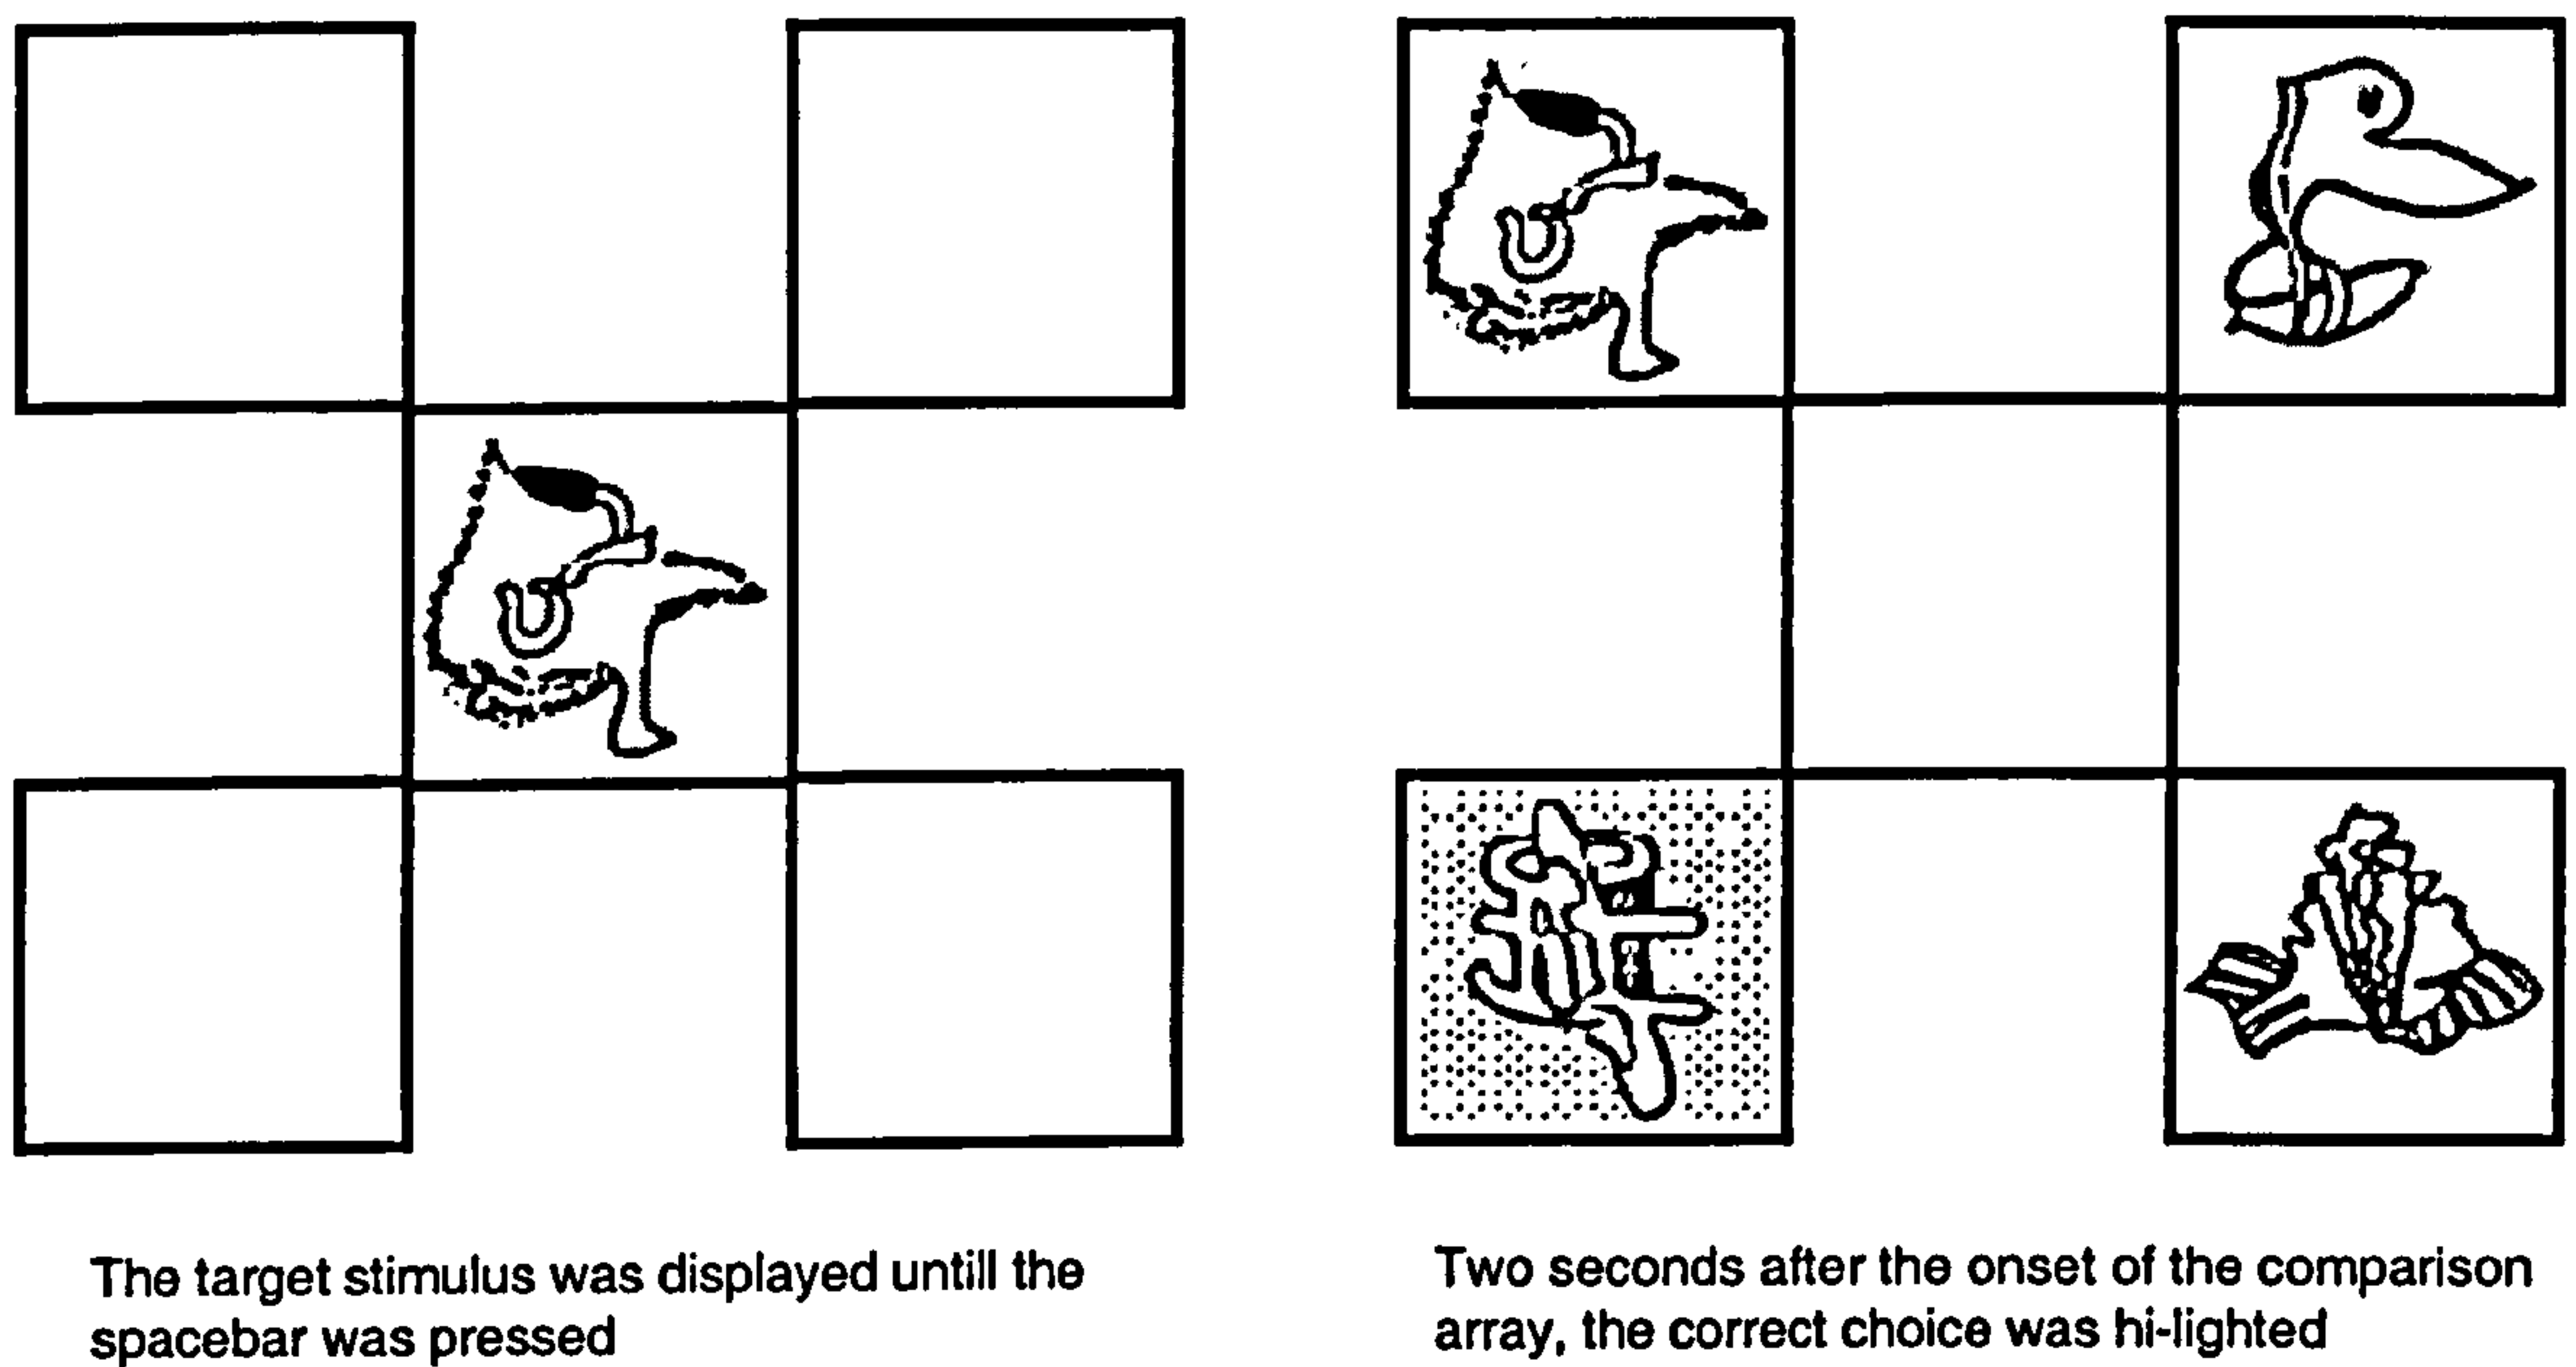 The target stimulus was displayed untill the
spacebar was pressed
Two seconds after the onset of the comparison
array, the correct choice was hi-lighted